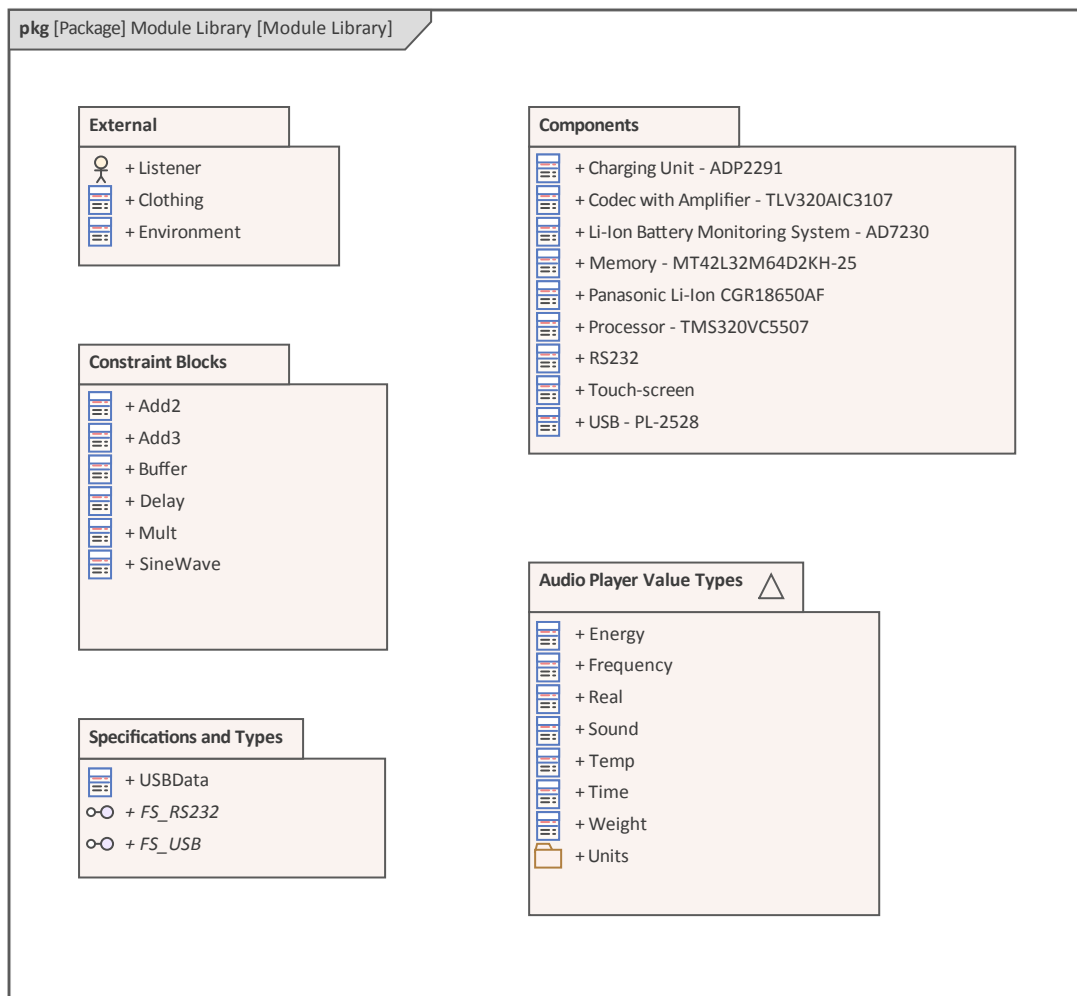 pkg [Package] Module Library [Module Library]
External
+ Listener
+ Clothing
+ Environment
Constraint Blocks
+ Add2
+ Add3
+ Buffer
+ Delay
+ Mult
+ SineWave
Specifications and Types
+ USBData
+ FS_RS232
+ FS_USB
Components
+ Charging Unit - ADP2291
+ Codec with Amplifier - TLV320AIC3107
+ Li-Ion Battery Monitoring System - AD7230
+ Memory - MT42L32M64D2KH-25
+ Panasonic Li-Ion CGR18650AF
+ Processor - TMS320VC5507
+ RS232
+ Touch-screen
+ USB - PL-2528
Audio Player Value Types
+ Energy
+ Frequency
+ Real
+ Sound
+ Temp
+ Time
+ Weight
+ Units